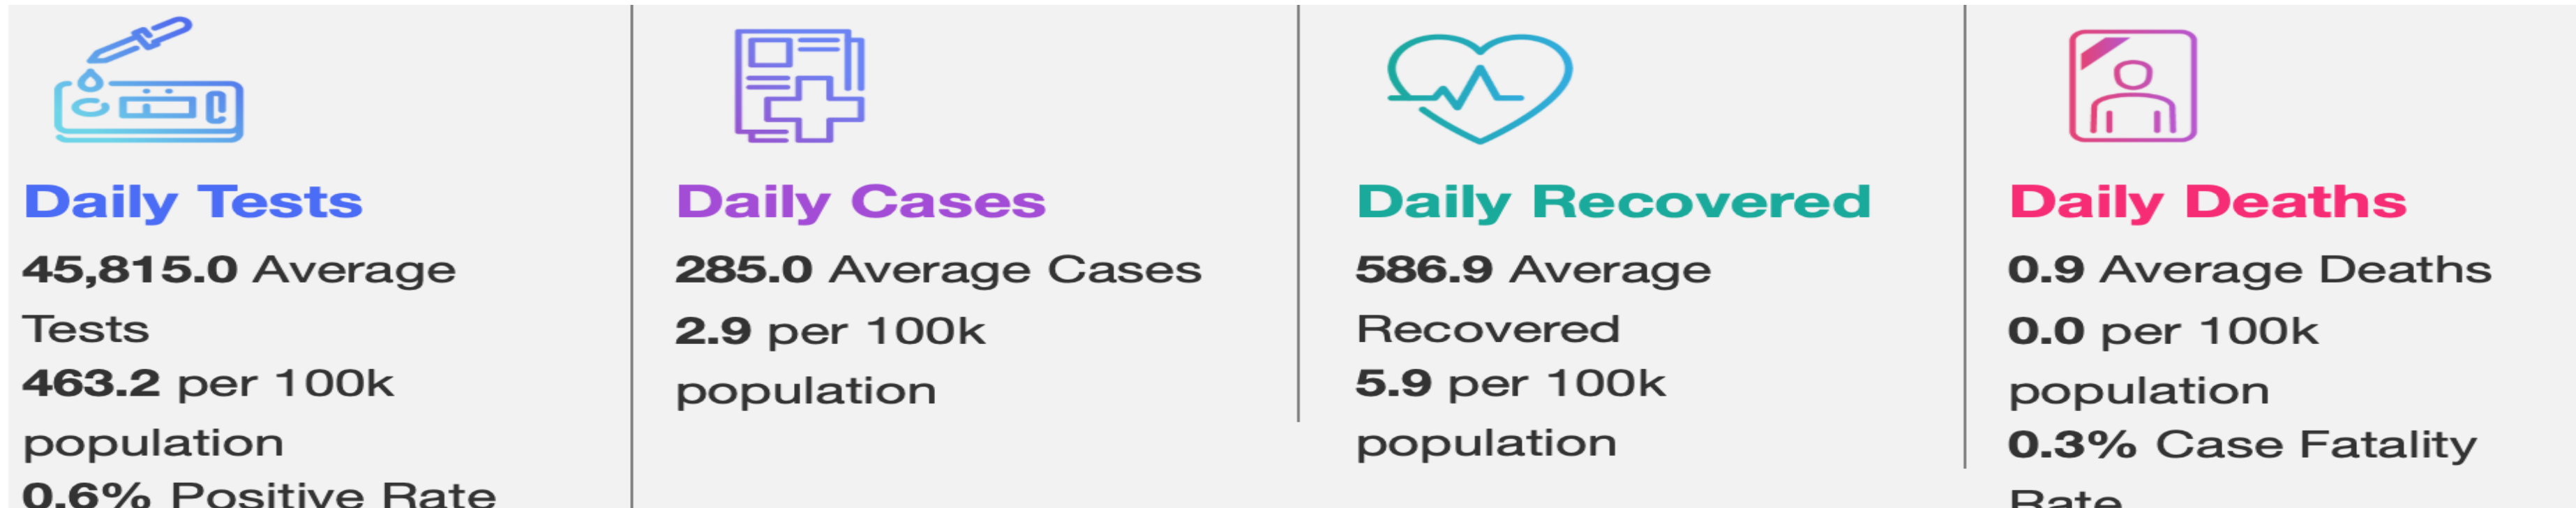 Daily Tests
45,815.0 Average
Tests
463.2 per 100k
population
0.6% Positive Rate
Daily Cases
285.0 Average Cases
2.9 per 100k
population
Daily Recovered
586.9 Average
Recovered
5.9 per 100k
population
Daily Deaths
0.9 Average Deaths
0.0 per 100k
population
0.3% Case Fatality
Rate